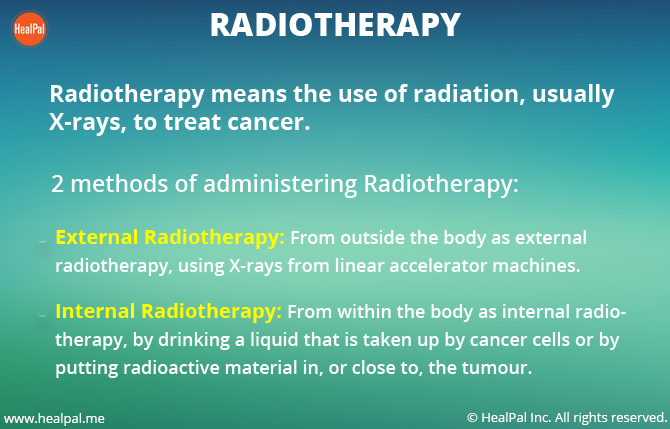 HealPal
RADIOTHERAPY
Radiotherapy means the use of radiation, usually
X-rays, to treat cancer.
2 methods of administering Radiotherapy:
External Radiotherapy: From outside the body as external
radiotherapy, using X-rays from linear accelerator machines.
Internal Radiotherapy: From within the body as internal radio-
therapy, by drinking a liquid that is taken up by cancer cells or by
putting radioactive material in, or close to, the tumour.
www.healpal.me
© HealPal Inc. All rights reserved.